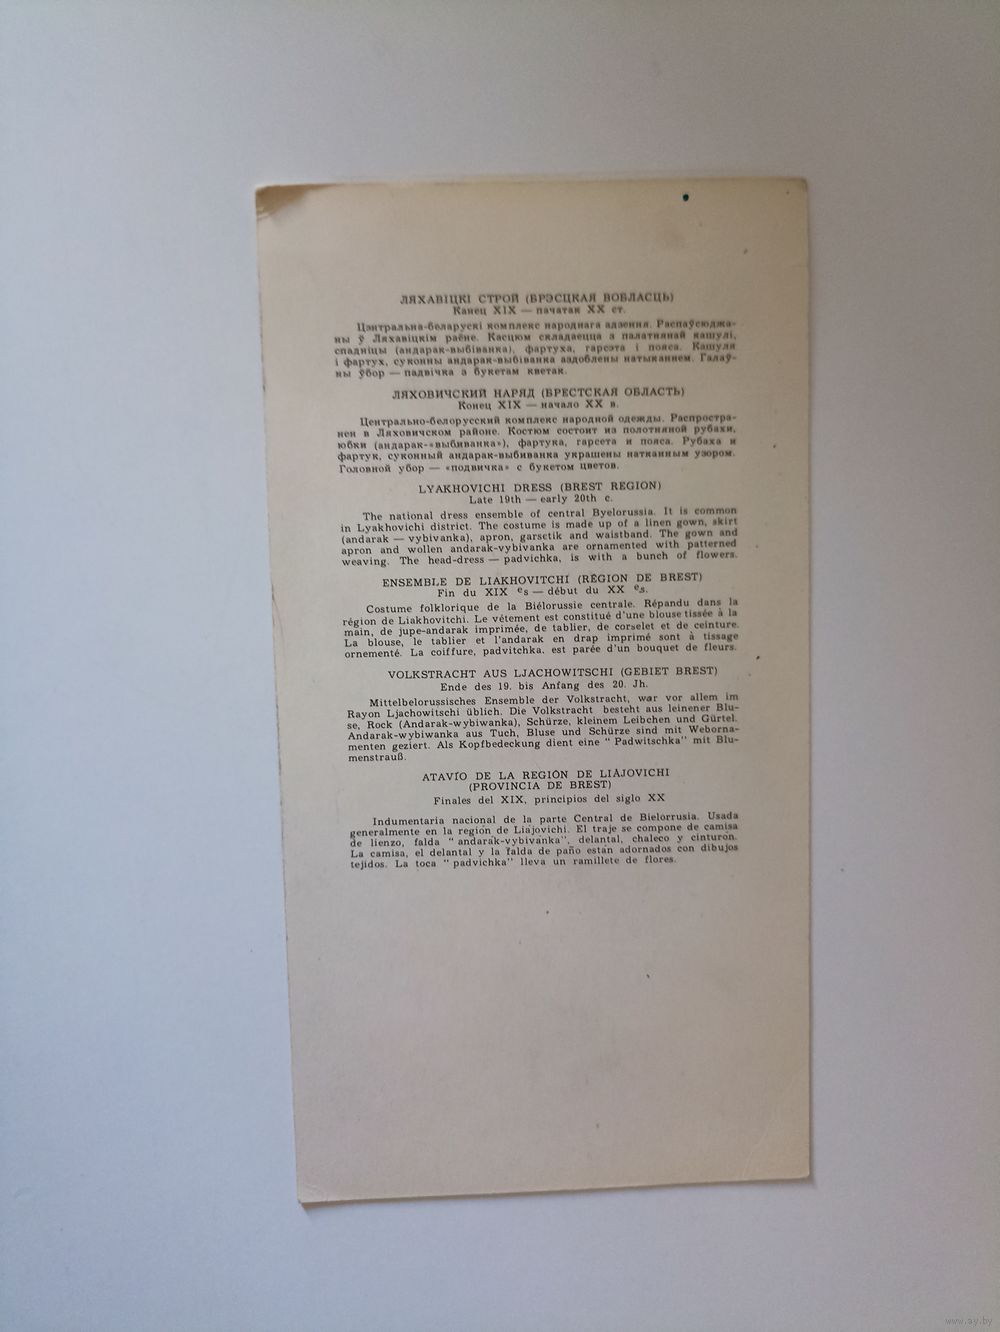 ЛЯХАВІЦКІ СТРОЙ (БРЭСЦКАЯ ВОБЛАСЦЬ)
Канец XIX — пачатак XX ст.
Цэнтральна-беларускі комплекс народнага адзення. Распаўсюджа-
ны ў Ляхавіцкім раёне. Касцюм складаецца з палатнянай кашулі,
спадніцы (андарак-выбіванка), фартуха, гарсэта і пояса. Кашуля
і фартух, суконны андарак-выбіванка аздоблены натыканнем. Галаў-
ны ўбор — падвічка з букетам кветак.
ЛЯХОВИЧСКИЙ НАРЯД (БРЕСТСКАЯ ОБЛАСТЬ)
Конец XIX — начало XX в.
Центрально-белорусский комплекс народной одежды. Распростра-
нен в Ляховичском районе. Костюм состоит из полотняной рубахи,
юбки (андарак-«выбиванка»), фартука, гарсета и пояса. Рубаха и
фартук, суконный андарак-выбиванка украшены натканным узором.
Головной убор — «подвичка» с букетом цветов.
LYAKHOVICHI DRESS (BREST REGION)
Late 19th — early 20th c.
The national dress ensemble of central Byelorussia. It is common
in Lyakhovichi district. The costume is made up of a linen gown, skirt
(andarak — vybivanka), apron, garsetik and waistband. The gown and
apron and wollen andarak-vybivanka are ornamented with patterned
weaving. The head-dress — padvichka, is with a bunch of flowers.
ENSEMBLE DE LIAKHOVITCHI (RÉGION DE BREST)
Fin du XIX es — début du XX es.
Costume folklorique de la Biélorussie centrale. Répandu dans la
région de Liakhovitchi. Le vétement est constitué d'une blouse tissée à la
main, de jupe-andarak imprimée, de tablier, de corselet et de ceinture.
La blouse, le tablier et l'andarak en drap imprimé sont à tissage
ornementé. La coiffure, padvitchka. est parée d'un bouquet de fleurs.
VOLKSTRACHT AUS LJACHOWITSCHI (GEBIET BREST)
Ende des 19. bis Anfang des 20. Jh.
Mittelbelorussisches Ensemble der Volkstracht, war vor allem im
Rayon Ljachowitschi üblich. Die Volkstracht besteht aus leinener Blu-
se, Rock (Andarak-wybiwanka), Schürze, kleinem Leibchen und Gürtel.
Andarak-wybiwanka aus Tuch, Bluse und Schürze sind mit Weborna-
menten geziert. Als Kopfbedeckung dient eine "Padwitschka" mit Blu-
menstrauß.
ATAVÍO DE LA REGIÓN DE LIAJOVICHI
(PROVINCIA DE BREST)
Finales del XIX, principios del siglo XX
Indumentaria nacional de la parte Central de Bielorrusia. Usada
generalmente en la región de Liajovichi. El traje se compone de camisa
de lienzo, falda "andarak-vybivanka", delantal, chaleco y cinturón.
La camisa, el delantal y la falda de paño están adornados con dibujos
tejidos. La toca "padvichka" lleva un ramillete de flores.
www.ay.by